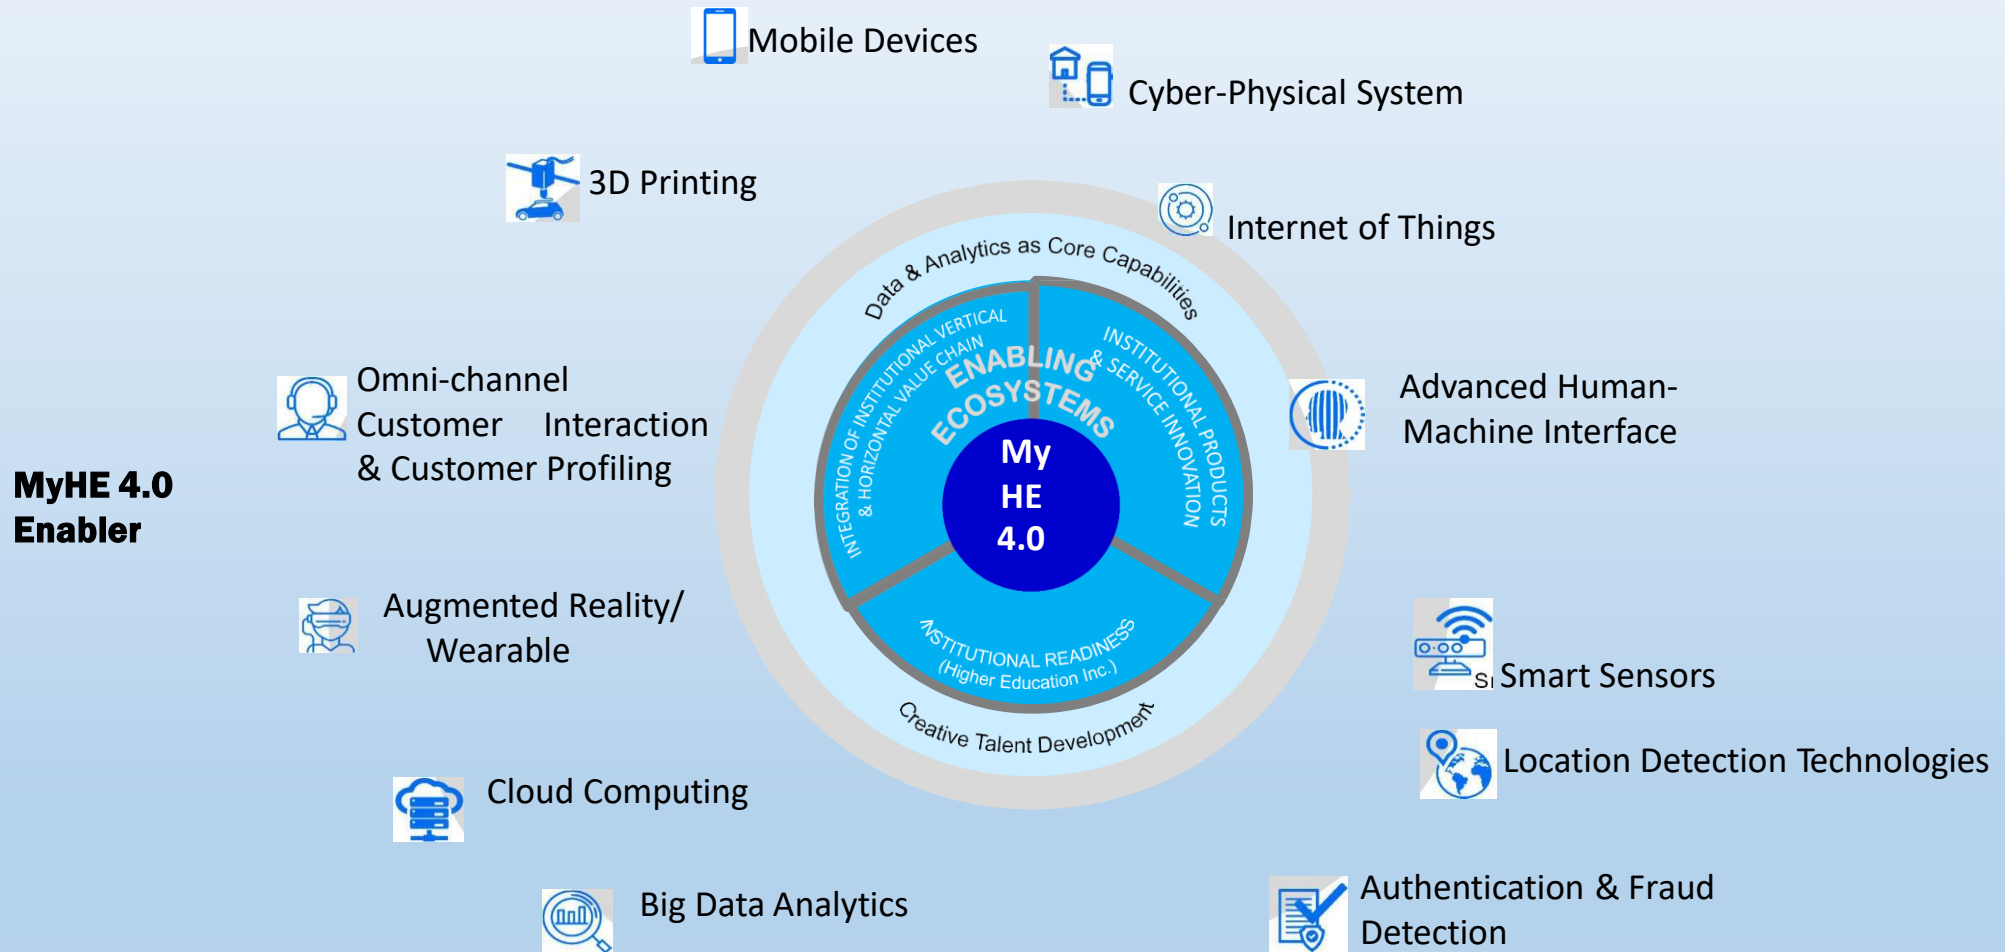 Mobile Devices
Cyber-Physical System
3D Printing
Internet of Things
Data & Analytics as Core Capabilities
INTEGRATION OF INSTITUTIONAL VERTICAL
& HORIZONTAL VALUE CHAIN
ENABLING
ECOSYSTEMS
INSTITUTIONAL PRODUCTS
& SERVICE INNOVATION
Omni-channel
Customer Interaction
& Customer Profiling
Advanced Human-
Machine Interface
My
HE
4.0
MyHE 4.0
Enabler
Augmented Reality/
Wearable
INSTITUTIONAL READINESS
(Higher Education Inc.)
Creative Talent Development
Smart Sensors
Location Detection Technologies
Cloud Computing
Big Data Analytics
Authentication & Fraud
Detection